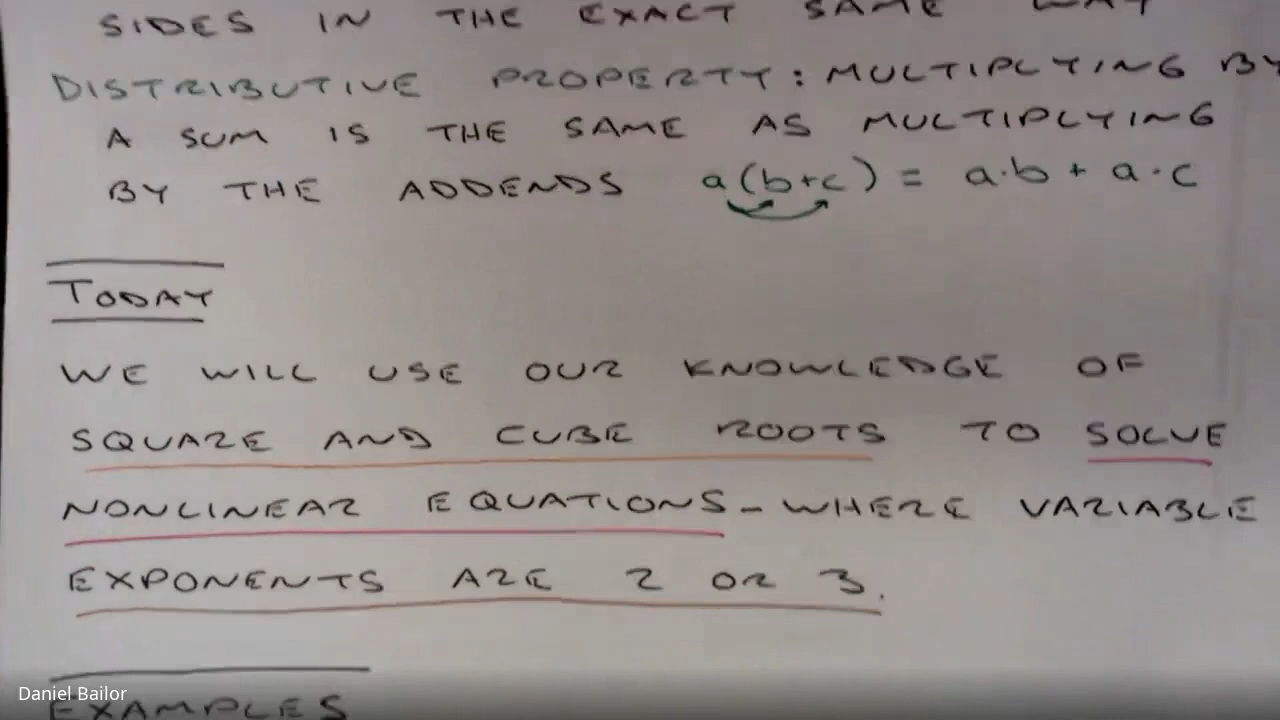 SIDES IN THE EXACT SAME WAY
DISTRIBUTIVE PROPERTY: MULTIPLYING BY
A SUM IS THE SAME AS MULTIPLYING
BY THE ADDENDS a(b+c) = a·b + a·c
TODAY
WE WILL USE OUR KNOWLEDGE OF
SQUARE AND CUBE ROOTS TO SOLVE
NONLINEAR EQUATIONS - WHERE VARIABLE
EXPONENTS ARE 2 OR 3.
Daniel Bailor
EXAMPLES